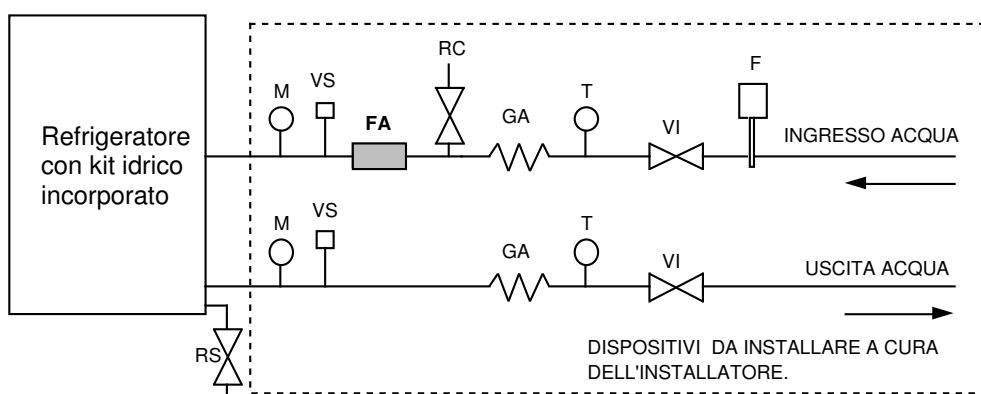 Refrigeratore
con kit idrico
incorporato
M
VS
FA
RC
GA
T
VI
F
INGRESSO ACQUA
M
VS
GA
T
VI
USCITA ACQUA
RS
DISPOSITIVI DA INSTALLARE A CURA
DELL'INSTALLATORE.